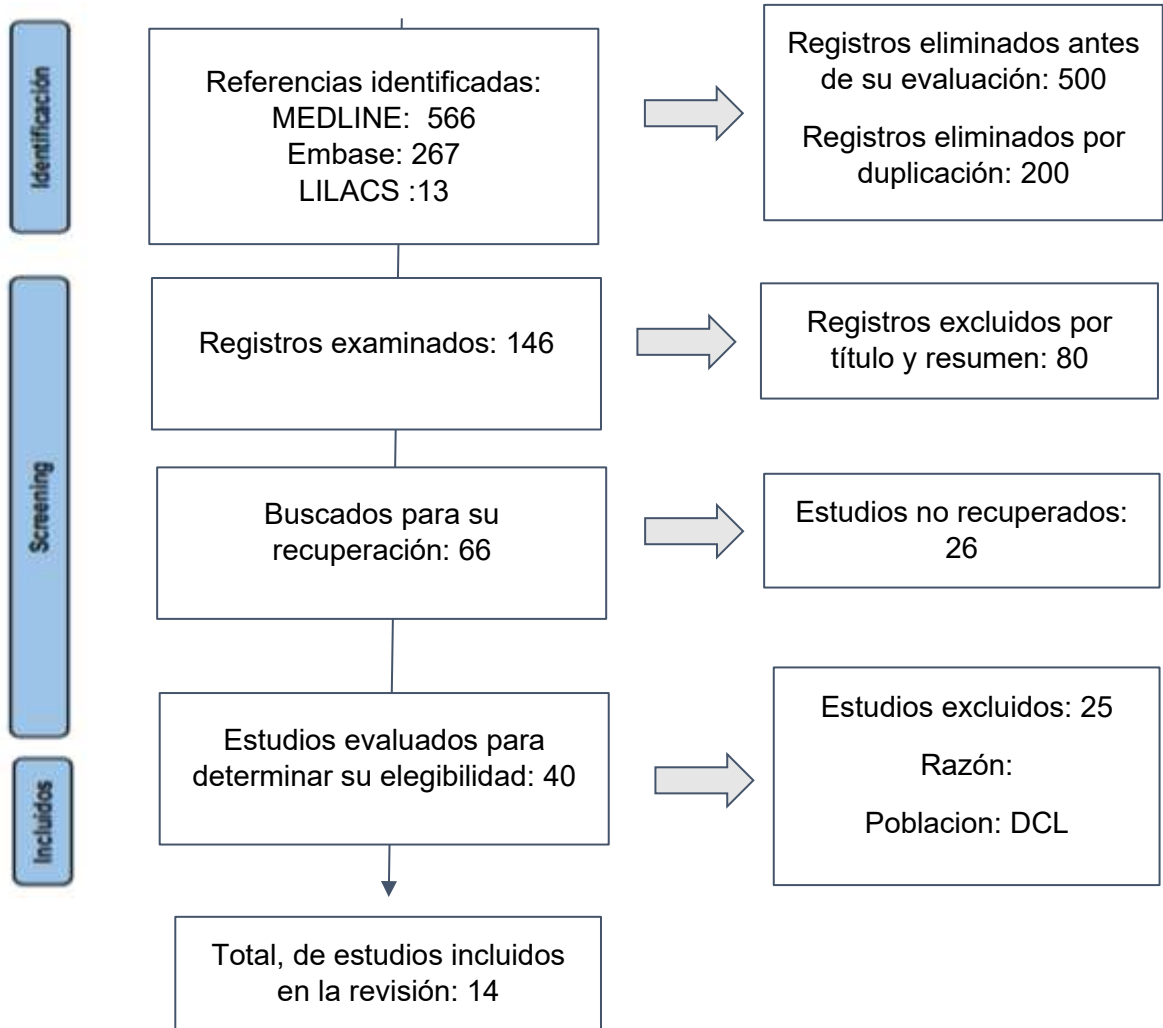 Identificación
Referencias identificadas:
MEDLINE: 566
Embase: 267
LILACS :13
Registros eliminados antes
de su evaluación: 500
Registros eliminados por
duplicación: 200
Screening
Registros examinados: 146
Registros excluidos por
título y resumen: 80
Buscados para su
recuperación: 66
Estudios no recuperados:
26
Estudios evaluados para
determinar su elegibilidad: 40
Estudios excluidos: 25
Razón:
Poblacion: DCL
Incluidos
Total, de estudios incluidos
en la revisión: 14